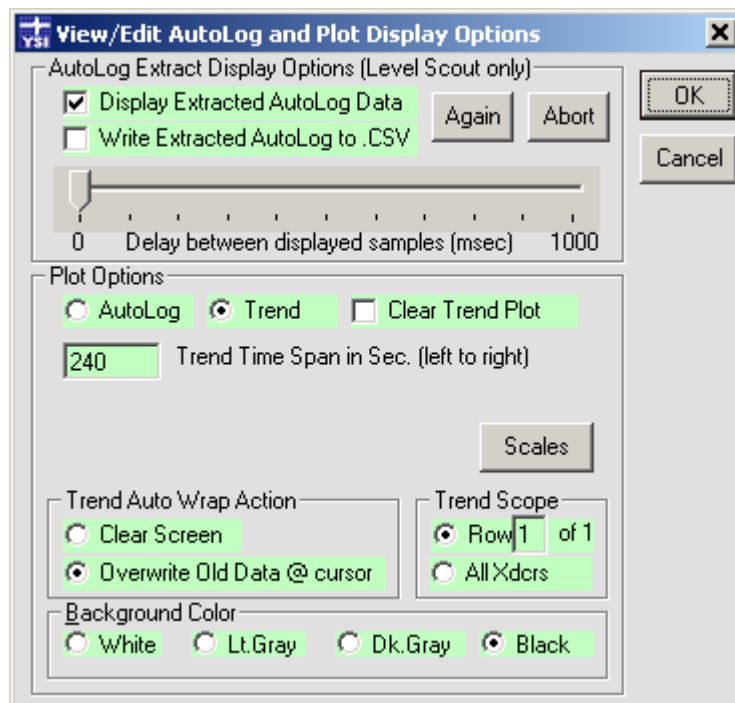 YSI View/Edit AutoLog and Plot Display Options
AutoLog Extract Display Options (Level Scout only)
Display Extracted AutoLog Data
Write Extracted AutoLog to .CSV
Again
Abort
OK
Cancel
0 Delay between displayed samples (msec) 1000
Plot Options
AutoLog Trend Clear Trend Plot
240 Trend Time Span in Sec. (left to right)
Scales
Trend Auto Wrap Action
Clear Screen
Overwrite Old Data @ cursor
Trend Scope
Row 1 of 1
All Xdcrs
Background Color
White Lt.Gray Dk.Gray Black